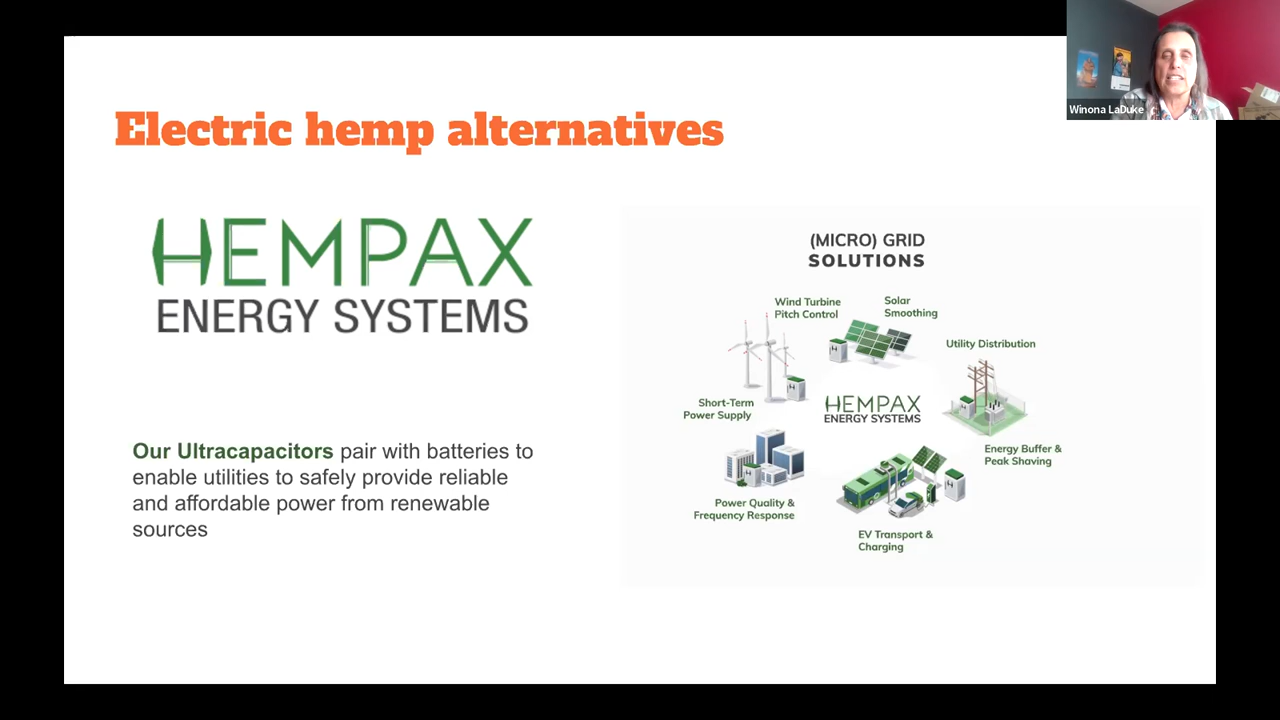 Winona LaDuke
Electric hemp alternatives
HEMPAX
ENERGY SYSTEMS
Our Ultracapacitors pair with batteries to
enable utilities to safely provide reliable
and affordable power from renewable
sources
(MICRO) GRID
SOLUTIONS
Wind Turbine
Pitch Control
Solar
Smoothing
Utility Distribution
Short-Term
Power Supply
HEMPAX
ENERGY SYSTEMS
Energy Buffer &
Peak Shaving
Power Quality &
Frequency Response
EV Transport &
Charging